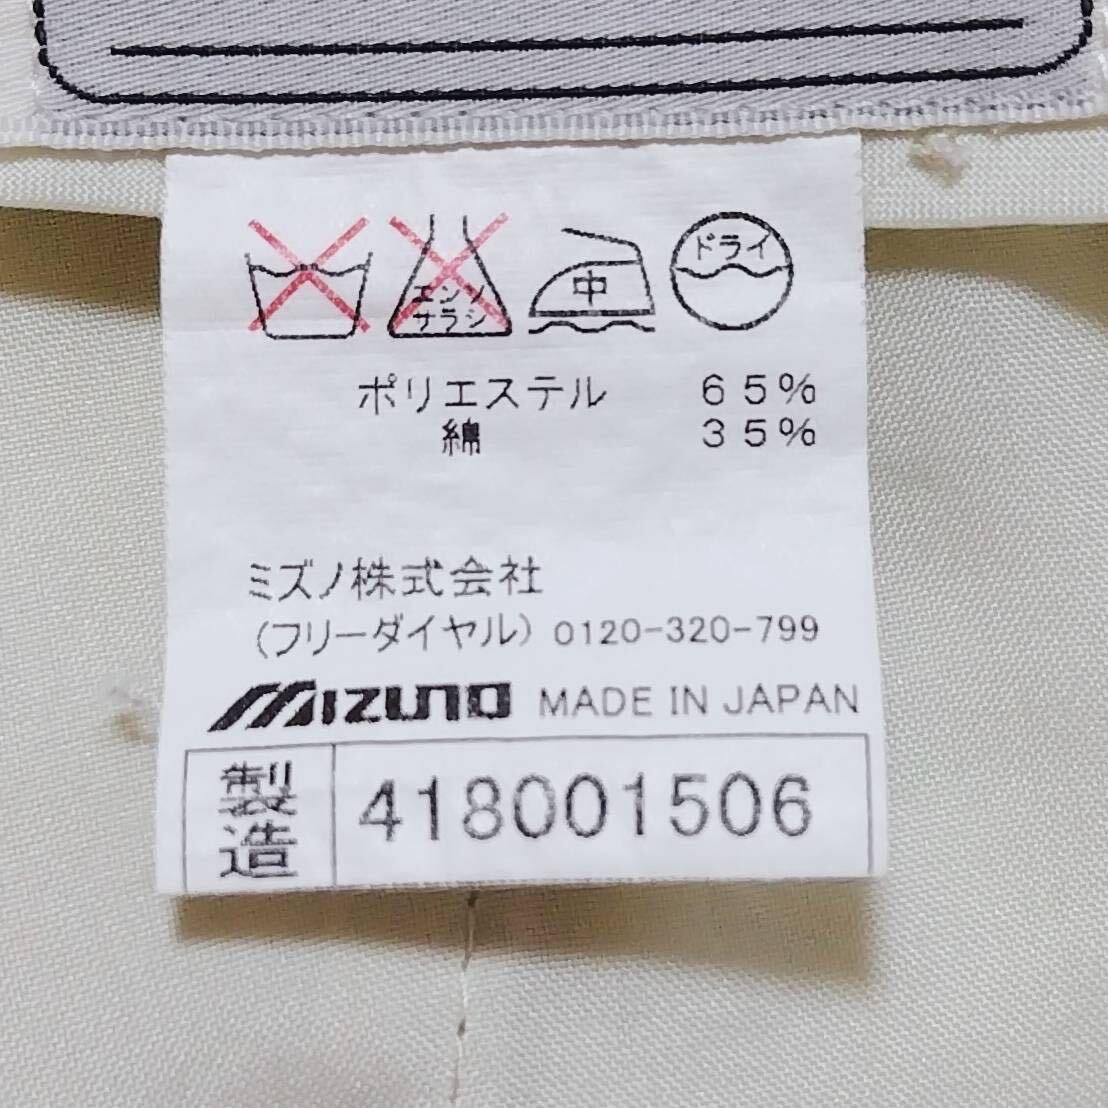 エンソ
サラシ
中
ドライ
ポリエステル 65%
綿 35%
ミズノ株式会社
(フリーダイヤル) 0120-320-799
MIZUNO MADE IN JAPAN
製造 418001506